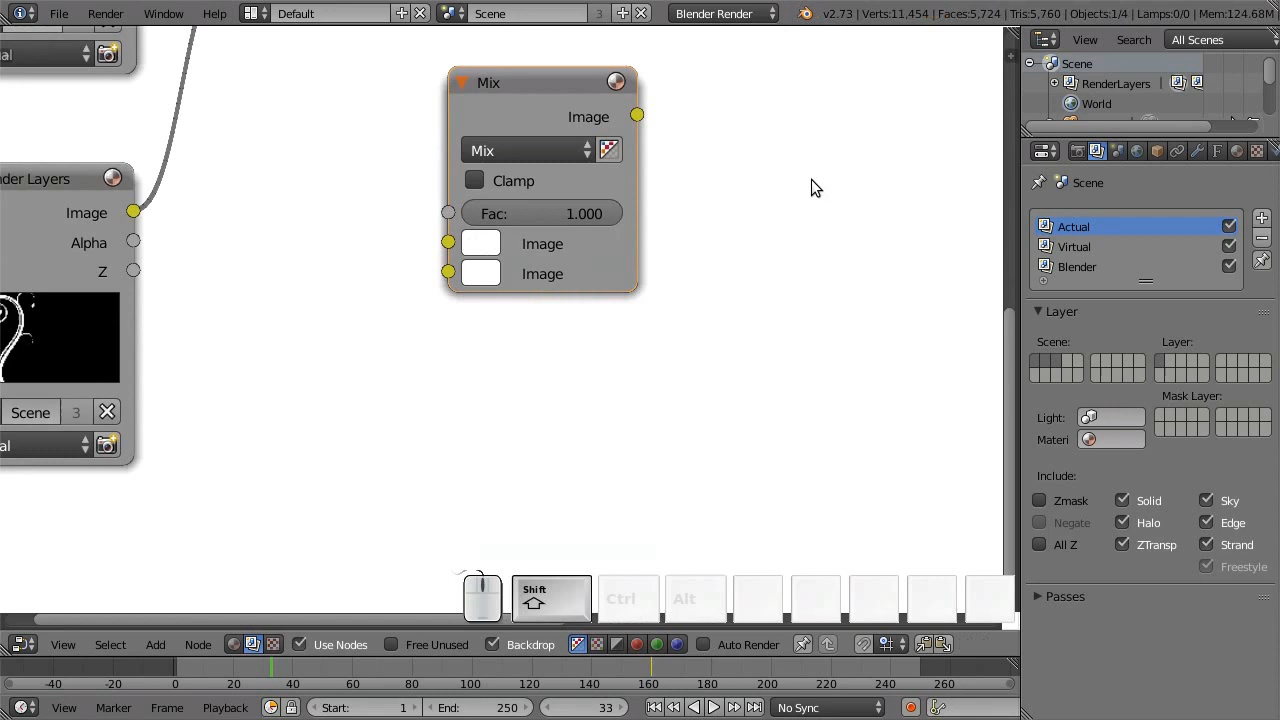 File Render Window Help Default Scene 3 Blender Render v2.73 | Verts:11,454 | Faces:5,724 | Tris:5,760 | Objects:1/4 | Lamps:0/0 | Mem:124.68M
View Search All Scenes
Scene
RenderLayers
World
Mix
Image
Mix
Clamp
Fac: 1.000
Image
Image
Layers
Image
Alpha
Z
Scene 3
Scene
Actual
Virtual
Blender
Layer
Scene: Layer:
Mask Layer:
Light:
Materi
Include:
Zmask Solid Sky
Negate Halo Edge
All Z ZTransp Strand
Freestyle
Passes
Shift Ctrl Alt
View Select Add Node Use Nodes Free Unused Backdrop Auto Render
-40 -20 0 20 40 60 80 100 120 140 160 180 200 220 240 260
View Marker Frame Playback Start: 1 End: 250 33 No Sync